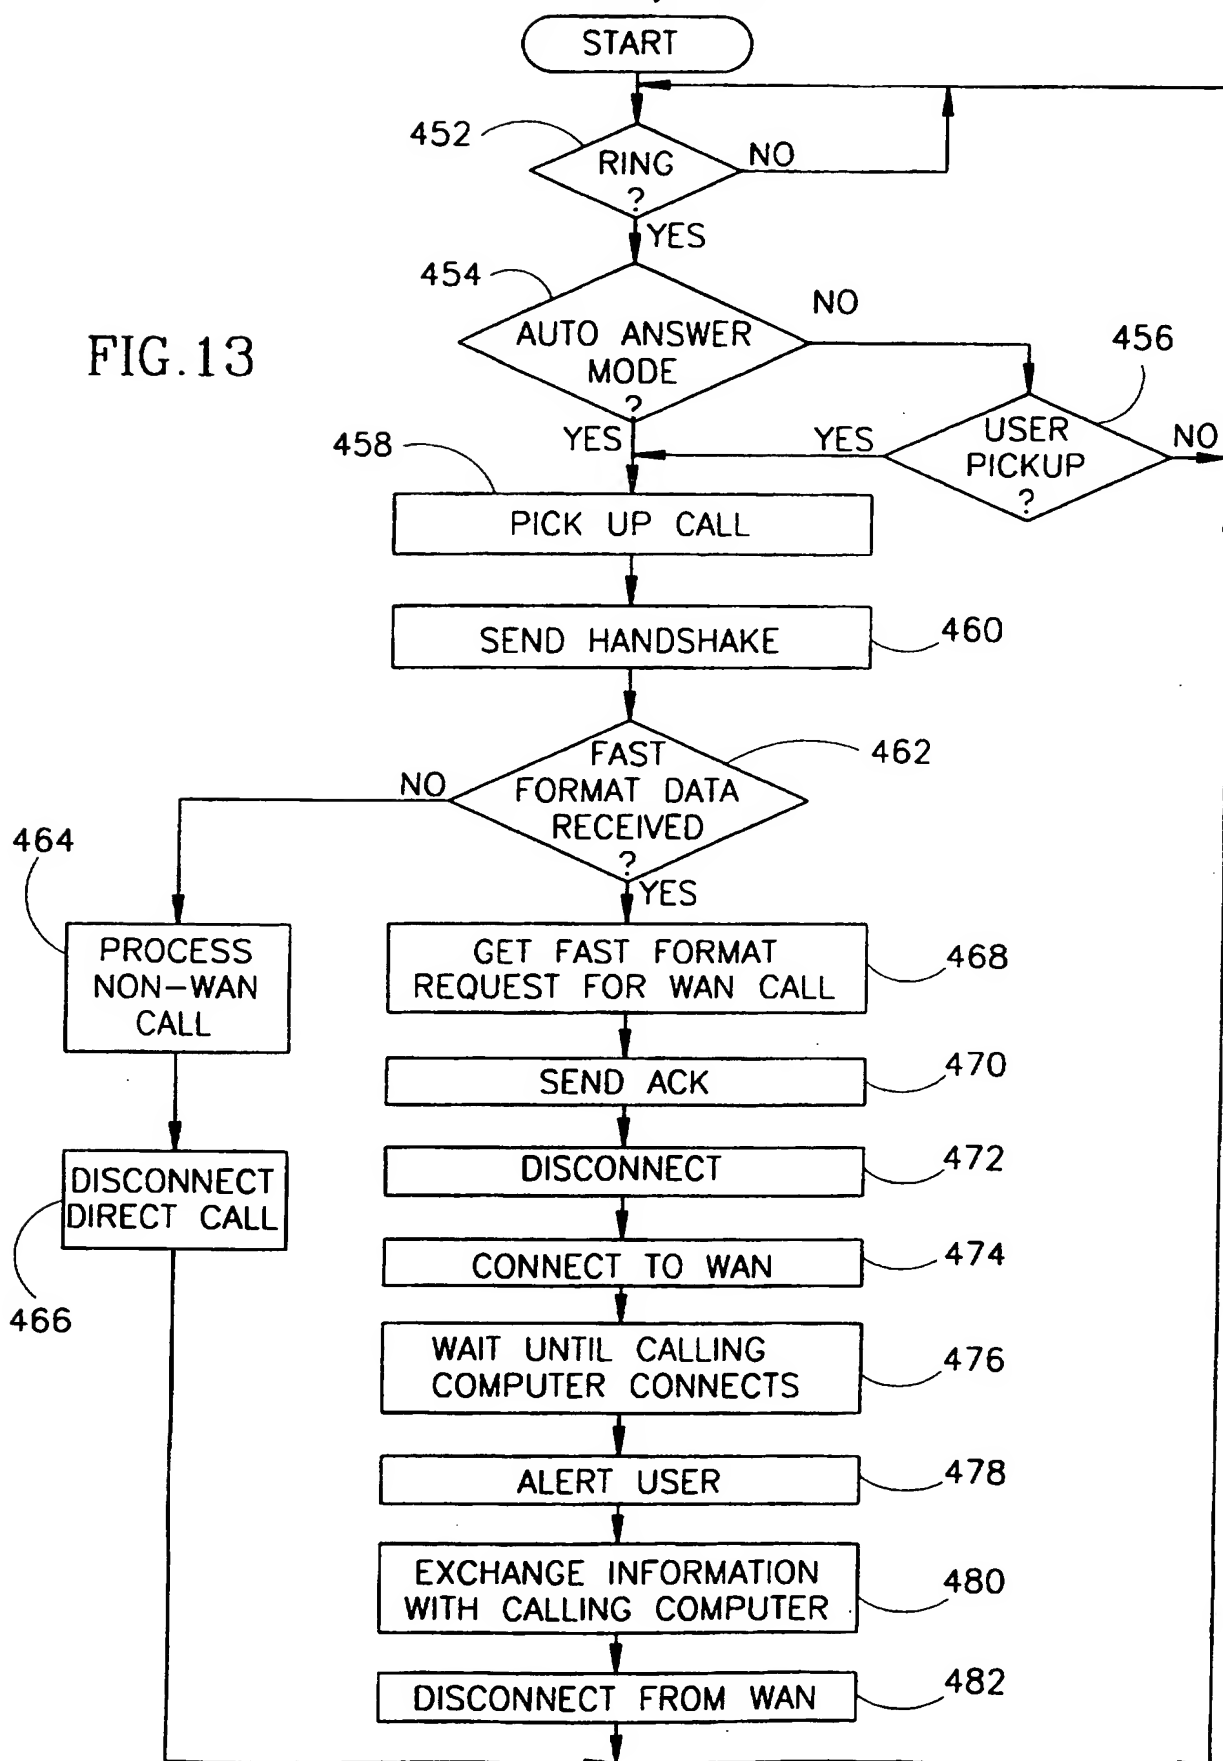 START
452
RING
?
NO
YES
454
AUTO ANSWER
MODE
?
NO
FIG.13
456
USER
PICKUP
?
YES
NO
YES
458
PICK UP CALL
SEND HANDSHAKE
460
FAST
FORMAT DATA
RECEIVED
?
462
NO
YES
464
PROCESS
NON-WAN
CALL
GET FAST FORMAT
REQUEST FOR WAN CALL
468
SEND ACK
470
DISCONNECT
DIRECT CALL
466
DISCONNECT
472
CONNECT TO WAN
474
WAIT UNTIL CALLING
COMPUTER CONNECTS
476
ALERT USER
478
EXCHANGE INFORMATION
WITH CALLING COMPUTER
480
DISCONNECT FROM WAN
482